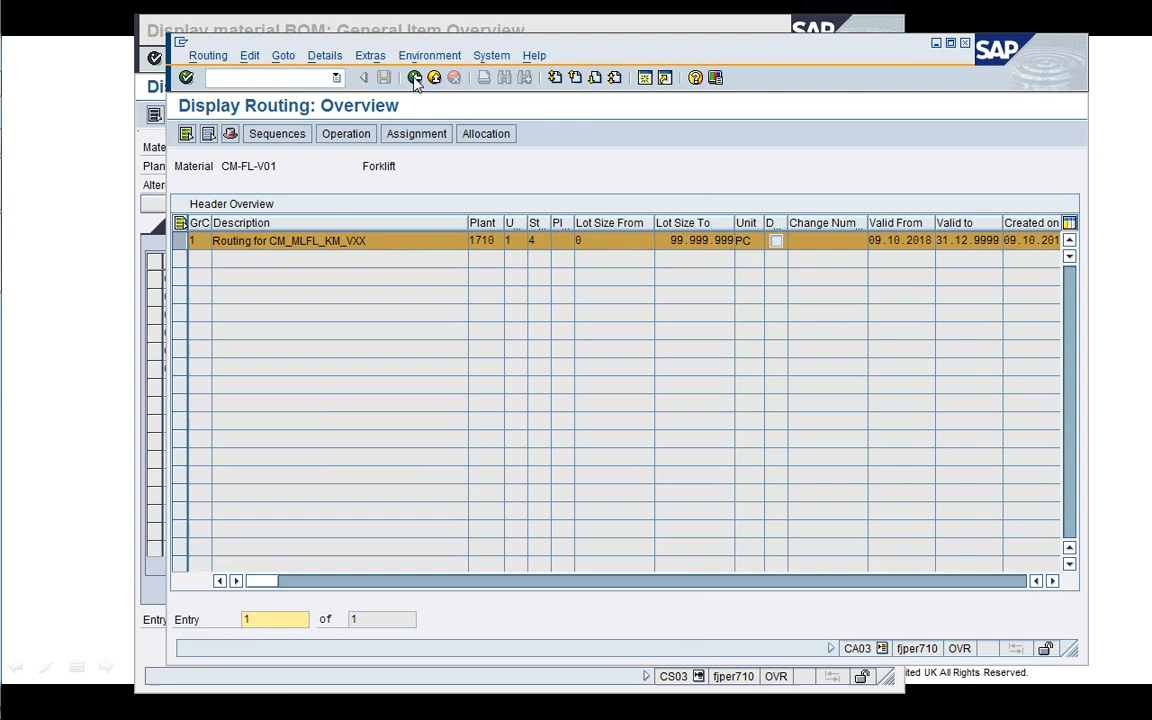 Display material BOM: General Item Overview
SAP
Routing Edit Goto Details Extras Environment System Help
SAP
Display Routing: Overview
Sequences Operation Assignment Allocation
Mate
Material CM-FL-V01 Forklift
Plan
Alter
Header Overview
GrC Description Plant U... St... Pl... Lot Size From Lot Size To Unit D... Change Num... Valid From Valid to Created on
1 Routing for CM_MLFL_KM_VXX 1710 1 4 0 99.999.999 PC 09.10.2018 31.12.9999 09.10.201
Entry Entry 1 of 1
CA03 fjper710 OVR
CS03 fjper710 OVR
ited UK All Rights Reserved.